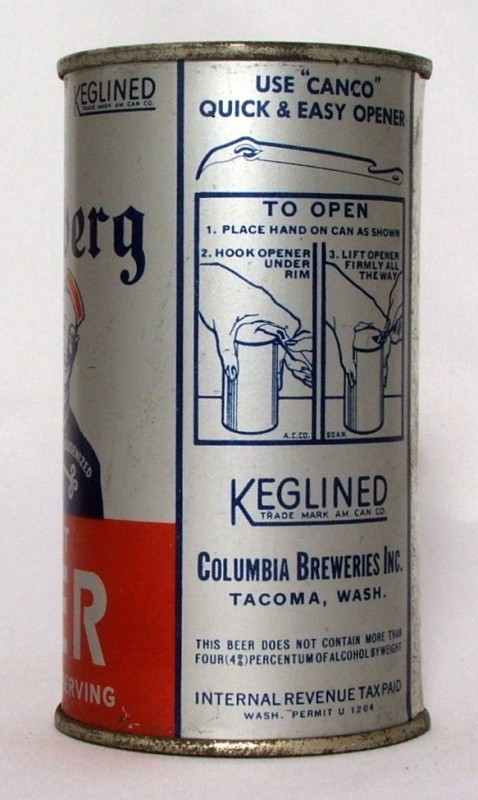 KEGLINED
TRADE MARK AM. CAN CO.
berg
ER
ERVING
USE "CANCO"
QUICK & EASY OPENER
TO OPEN
1. PLACE HAND ON CAN AS SHOWN
2. HOOK OPENER
UNDER
RIM
3. LIFT OPENER
FIRMLY ALL
THE WAY
A.C.CO.
KEGLINED
TRADE MARK AM. CAN CO.
COLUMBIA BREWERIES INC.
TACOMA, WASH.
THIS BEER DOES NOT CONTAIN MORE THAN
FOUR (4%) PERCENTUM OF ALCOHOL BY WEIGHT
INTERNAL REVENUE TAX PAID
WASH. PERMIT U 1204